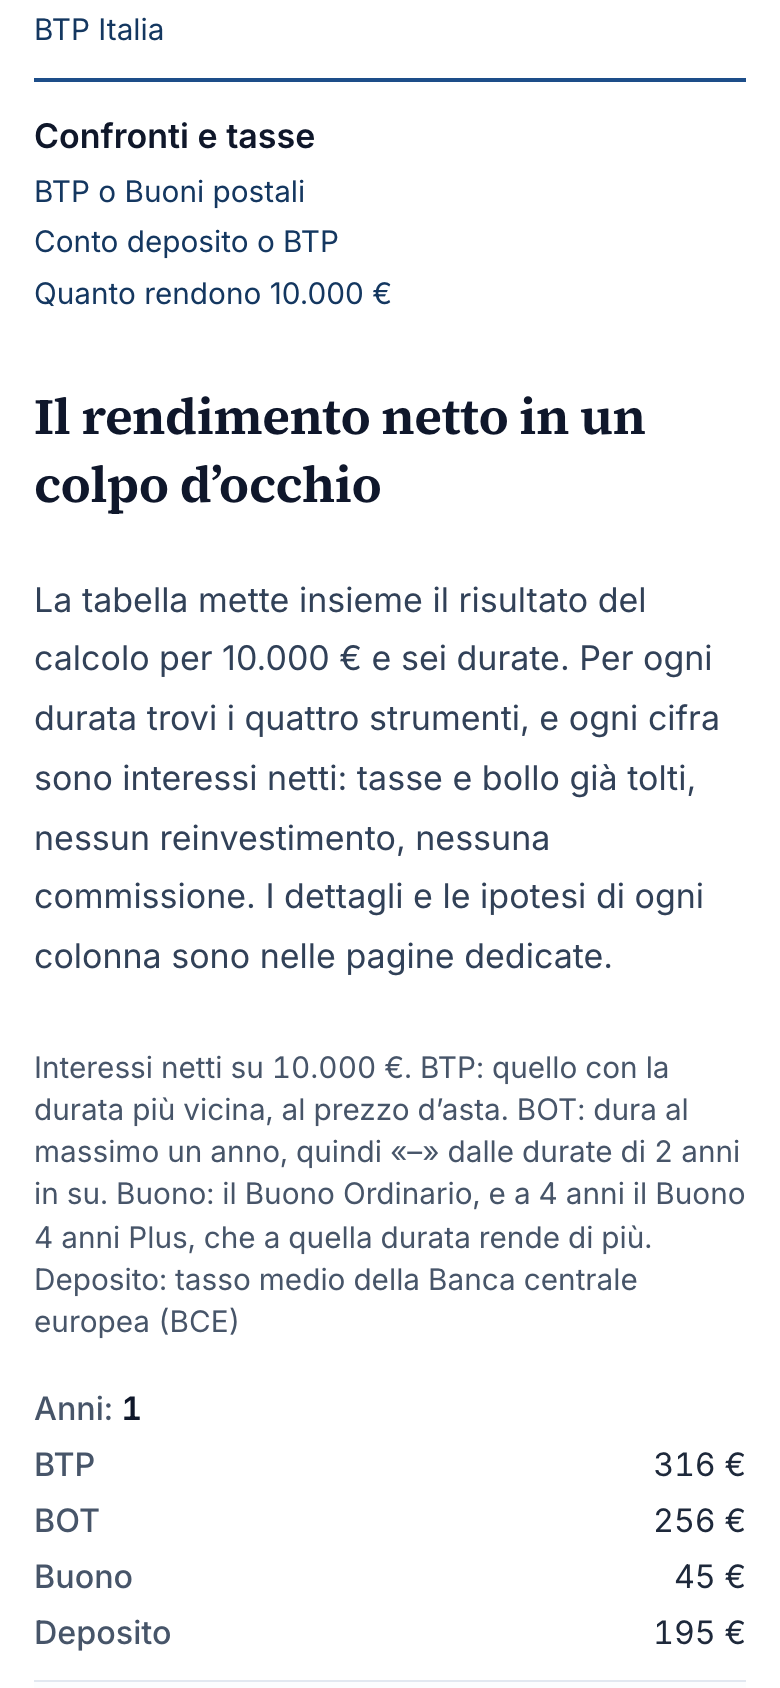 BTP Italia
Confronti e tasse
BTP o Buoni postali
Conto deposito o BTP
Quanto rendono 10.000 €
Il rendimento netto in un
colpo d’occhio
La tabella mette insieme il risultato del
calcolo per 10.000 € e sei durate. Per ogni
durata trovi i quattro strumenti, e ogni cifra
sono interessi netti: tasse e bollo già tolti,
nessun reinvestimento, nessuna
commissione. I dettagli e le ipotesi di ogni
colonna sono nelle pagine dedicate.
Interessi netti su 10.000 €. BTP: quello con la
durata più vicina, al prezzo d’asta. BOT: dura al
massimo un anno, quindi «–» dalle durate di 2 anni
in su. Buono: il Buono Ordinario, e a 4 anni il Buono
4 anni Plus, che a quella durata rende di più.
Deposito: tasso medio della Banca centrale
europea (BCE)
Anni: 1
BTP 316 €
BOT 256 €
Buono 45 €
Deposito 195 €